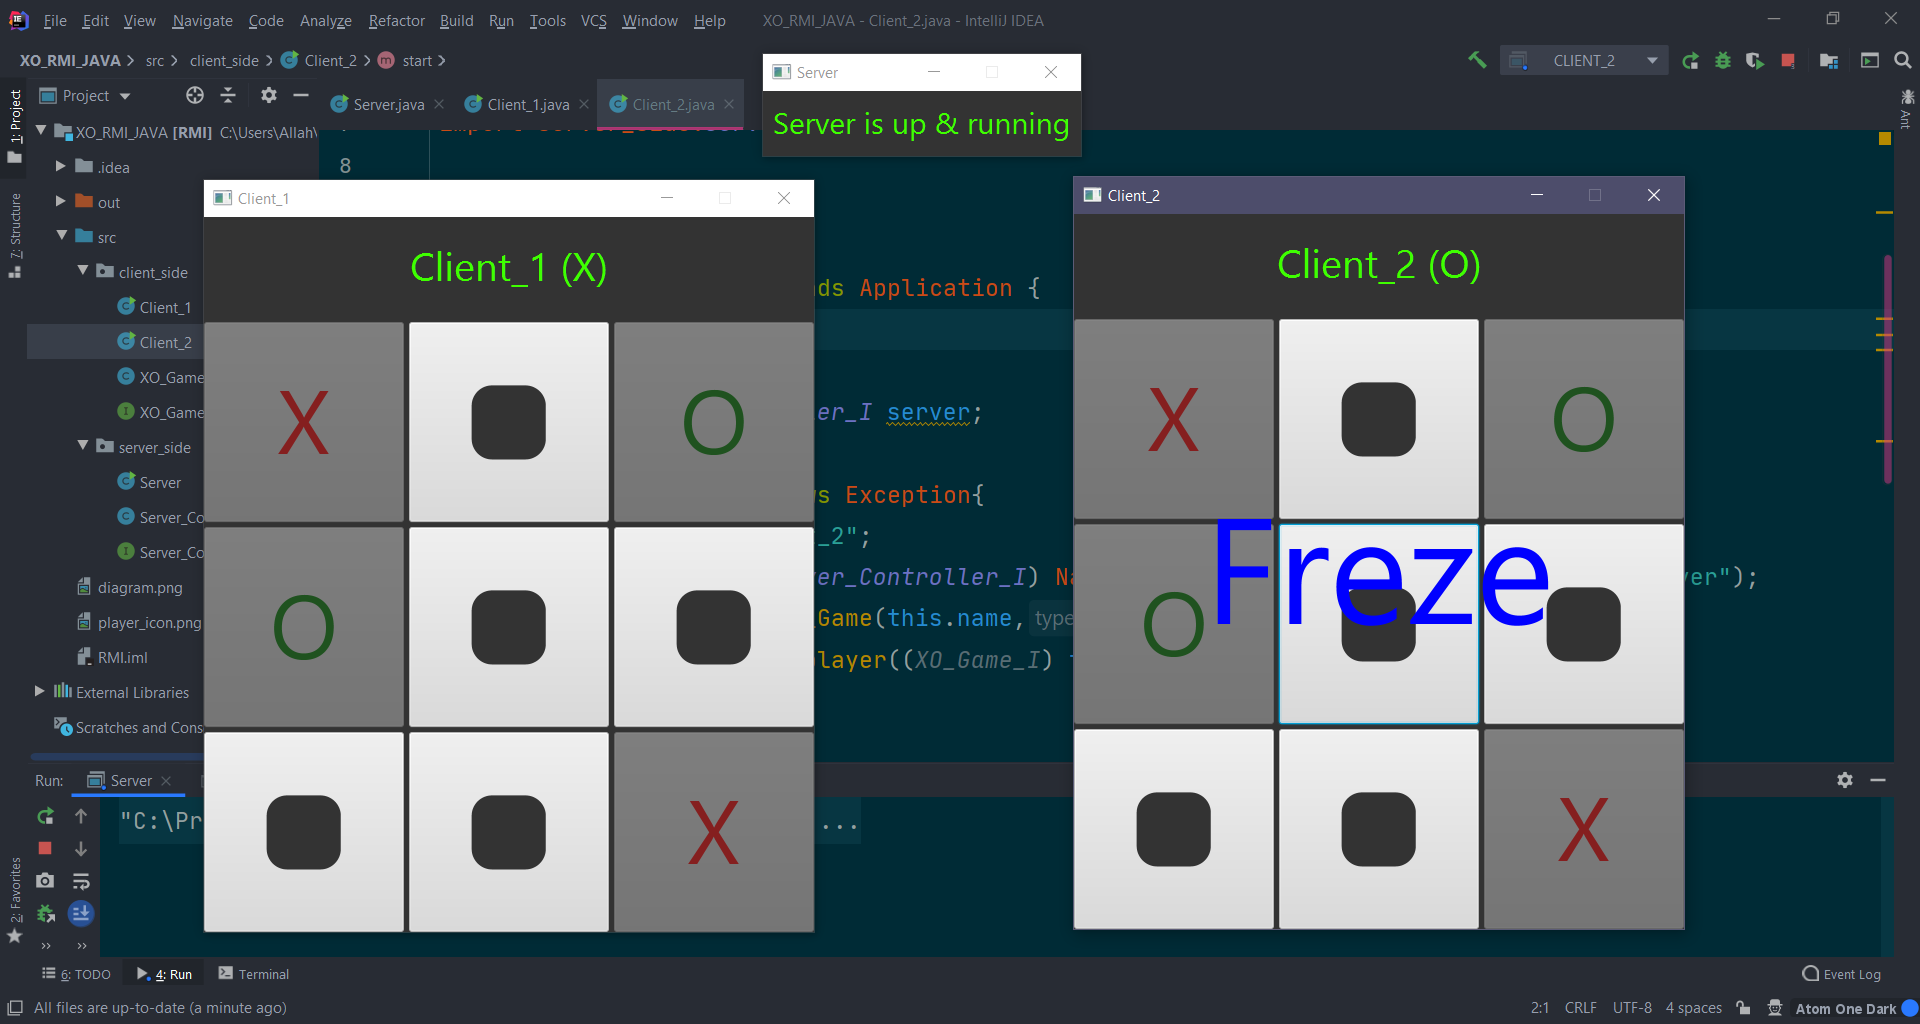 File Edit View Navigate Code Analyze Refactor Build Run Tools VCS Window Help XO_RMI_JAVA - Client_2.java - IntelliJ IDEA
XO_RMI_JAVA src client_side Client_2 start
CLIENT_2
Server
Server is up & running
1: Project
7: Structure
2: Favorites
Ant
Project
XO_RMI_JAVA [RMI] C:\Users\Allah\
.idea
out
src
client_side
Client_1
Client_2
XO_Game
XO_Game
server_side
Server
Server_Co
Server_Co
diagram.png
player_icon.png
RMI.iml
External Libraries
Scratches and Cons
Server.java Client_1.java Client_2.java
8
ds Application {
er_I server;
s Exception{
_2";
er_Controller_I) Na
ver");
Game(this.name, type
layer((XO_Game_I)
Client_1
Client_1 (X)
X O
O
X
Client_2
Client_2 (O)
X O
O
Freze
X
Run: Server
"C:\Pr
...
6: TODO 4: Run Terminal Event Log
All files are up-to-date (a minute ago) 2:1 CRLF UTF-8 4 spaces Atom One Dark